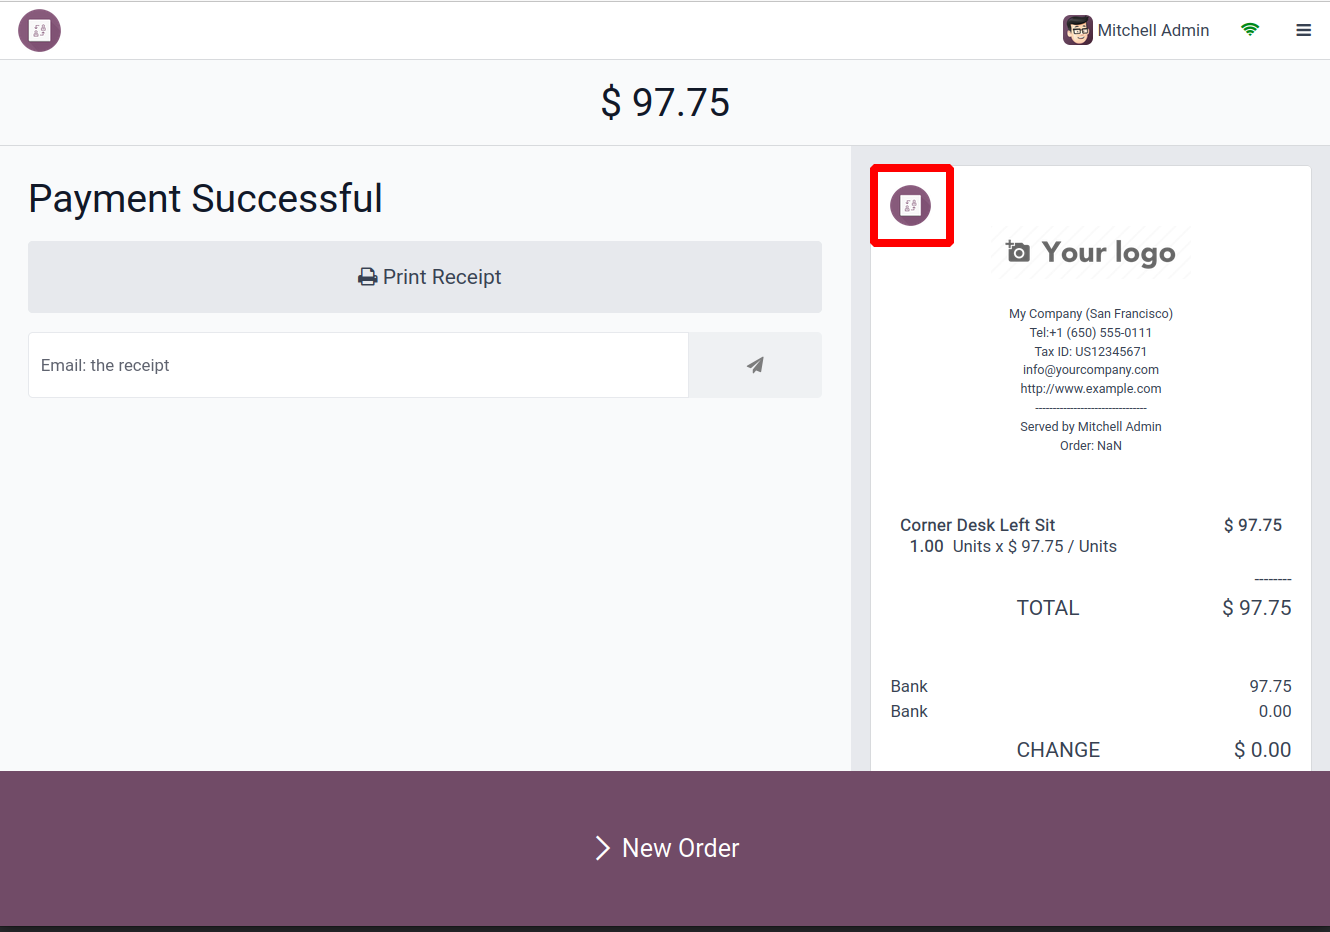 Mitchell Admin
$ 97.75
Payment Successful
Print Receipt
Email: the receipt
Your logo
My Company (San Francisco)
Tel:+1 (650) 555-0111
Tax ID: US12345671
info@yourcompany.com
http://www.example.com
--------------------------------
Served by Mitchell Admin
Order: NaN
Corner Desk Left Sit $ 97.75
1.00 Units x $ 97.75 / Units
--------
TOTAL $ 97.75
Bank 97.75
Bank 0.00
CHANGE $ 0.00
New Order